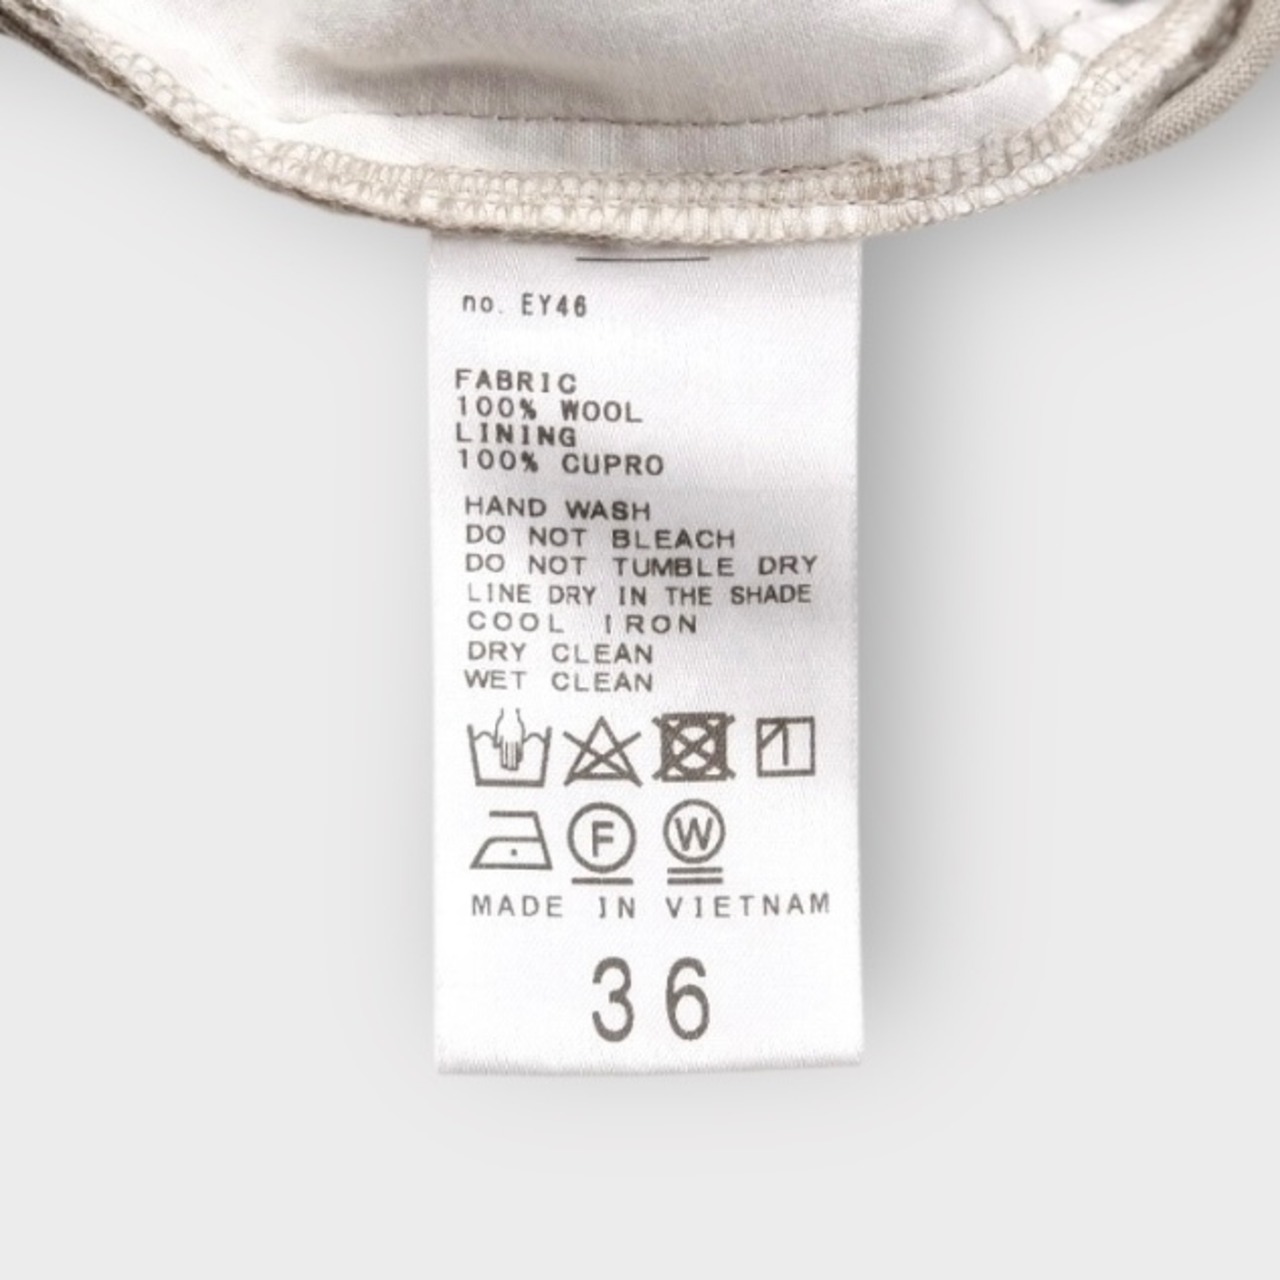 no. EY46
FABRIC
100% WOOL
LINING
100% CUPRO
HAND WASH
DO NOT BLEACH
DO NOT TUMBLE DRY
LINE DRY IN THE SHADE
COOL IRON
DRY CLEAN
WET CLEAN
F W
MADE IN VIETNAM
36